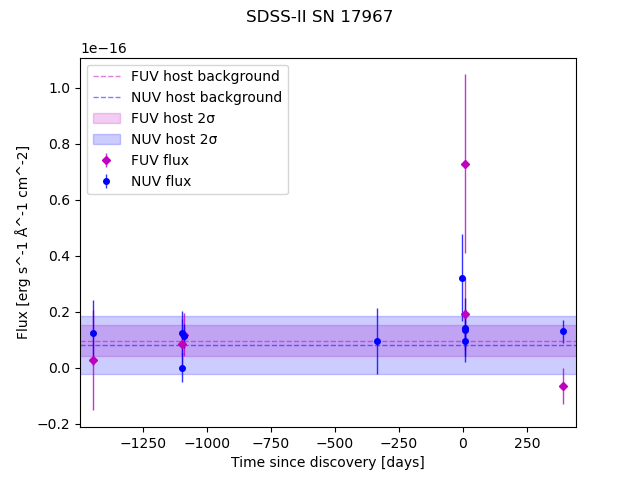 SDSS-II SN 17967
1e−16
FUV host background
NUV host background
FUV host 2σ
NUV host 2σ
FUV flux
NUV flux
1.0
0.8
0.6
0.4
0.2
0.0
−0.2
Flux [erg s^-1 Å^-1 cm^-2]
−1250
−1000
−750
−500
−250
0
250
Time since discovery [days]